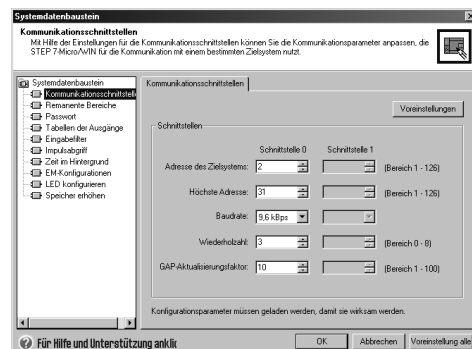 Systemdatenbaustein
Kommunikationsschnittstellen
Mit Hilfe der Einstellungen für die Kommunikationsschnittstellen können Sie die Kommunikationsparameter anpassen, die
STEP 7-Micro/WIN für die Kommunikation mit einem bestimmten Zielsystem nutzt.
Systemdatenbaustein
Kommunikationsschnittstell
Remanente Bereiche
Passwort
Tabellen der Ausgänge
Eingabefilter
Impulsabgriff
Zeit im Hintergrund
EM-Konfigurationen
LED konfigurieren
Speicher erhöhen
Kommunikationsschnittstellen
Voreinstellungen
Schnittstellen
Schnittstelle 0 Schnittstelle 1
Adresse des Zielsystems: 2 (Bereich 1 - 126)
Höchste Adresse: 31 (Bereich 1 - 126)
Baudrate: 9,6 kBps
Wiederholzahl: 3 (Bereich 0 - 8)
GAP-Aktualisierungsfaktor: 10 (Bereich 1 - 100)
Konfigurationsparameter müssen geladen werden, damit sie wirksam werden.
Für Hilfe und Unterstützung anklic
OK Abbrechen Voreinstellung alle